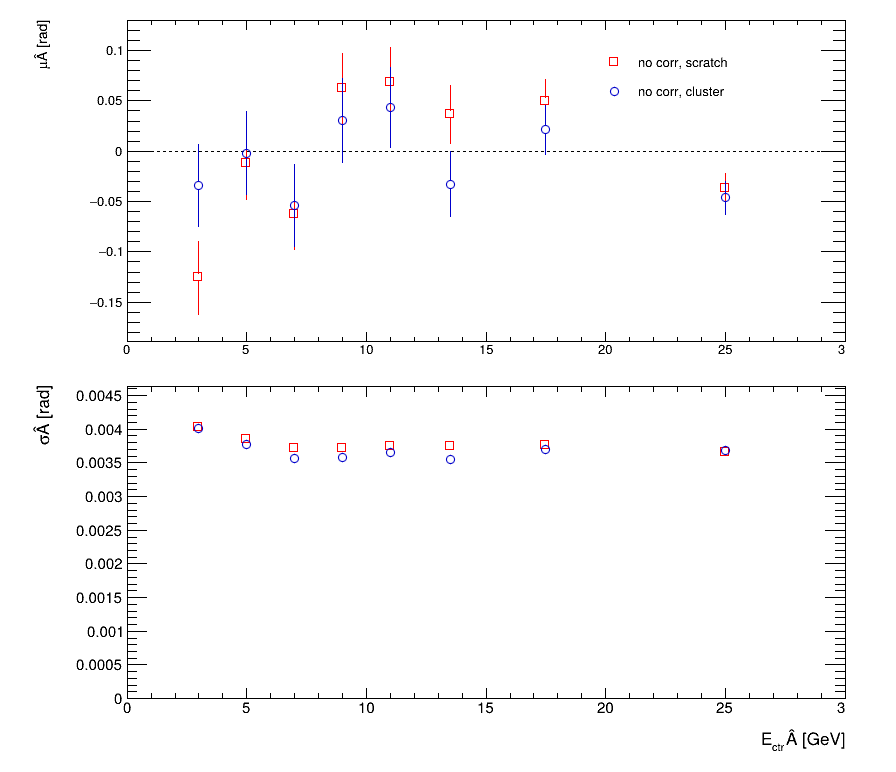 μÂ [rad]
0.1
0.05
0
−0.05
−0.1
−0.15
no corr, scratch
no corr, cluster
0 5 10 15 20 25 3
σÂ [rad]
0.0045
0.004
0.0035
0.003
0.0025
0.002
0.0015
0.001
0.0005
0
0 5 10 15 20 25 3
EctrÂ [GeV]